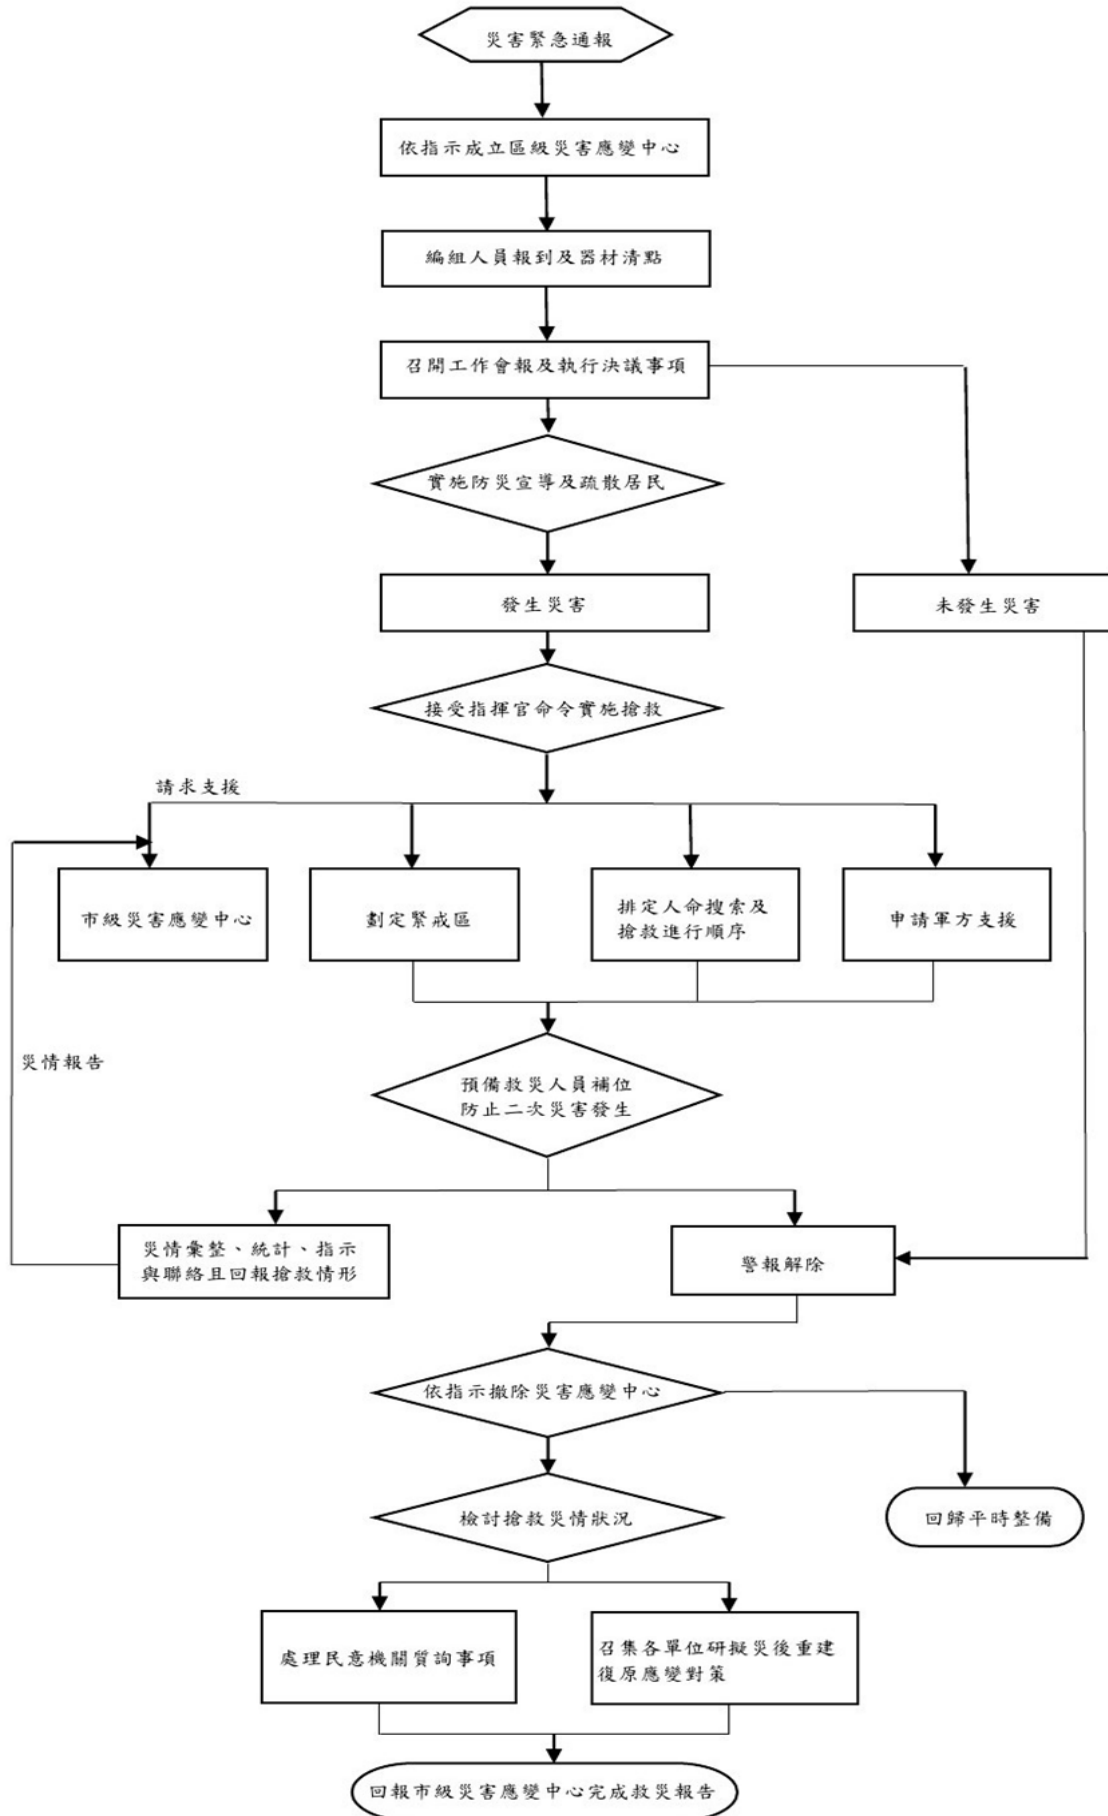 災害緊急通報
依指示成立區級災害應變中心
編組人員報到及器材清點
召開工作會報及執行決議事項
實施防災宣導及疏散居民
發生災害
未發生災害
接受指揮官命令實施搶救
請求支援
市級災害應變中心
劃定緊戒區
排定人命搜索及
搶救進行順序
申請軍方支援
災情報告
預備救災人員補位
防止二次災害發生
災情彙整、統計、指示
與聯絡且回報搶救情形
警報解除
依指示撤除災害應變中心
檢討搶救災情狀況
回歸平時整備
處理民意機關質詢事項
召集各單位研擬災後重建
復原應變對策
回報市級災害應變中心完成救災報告